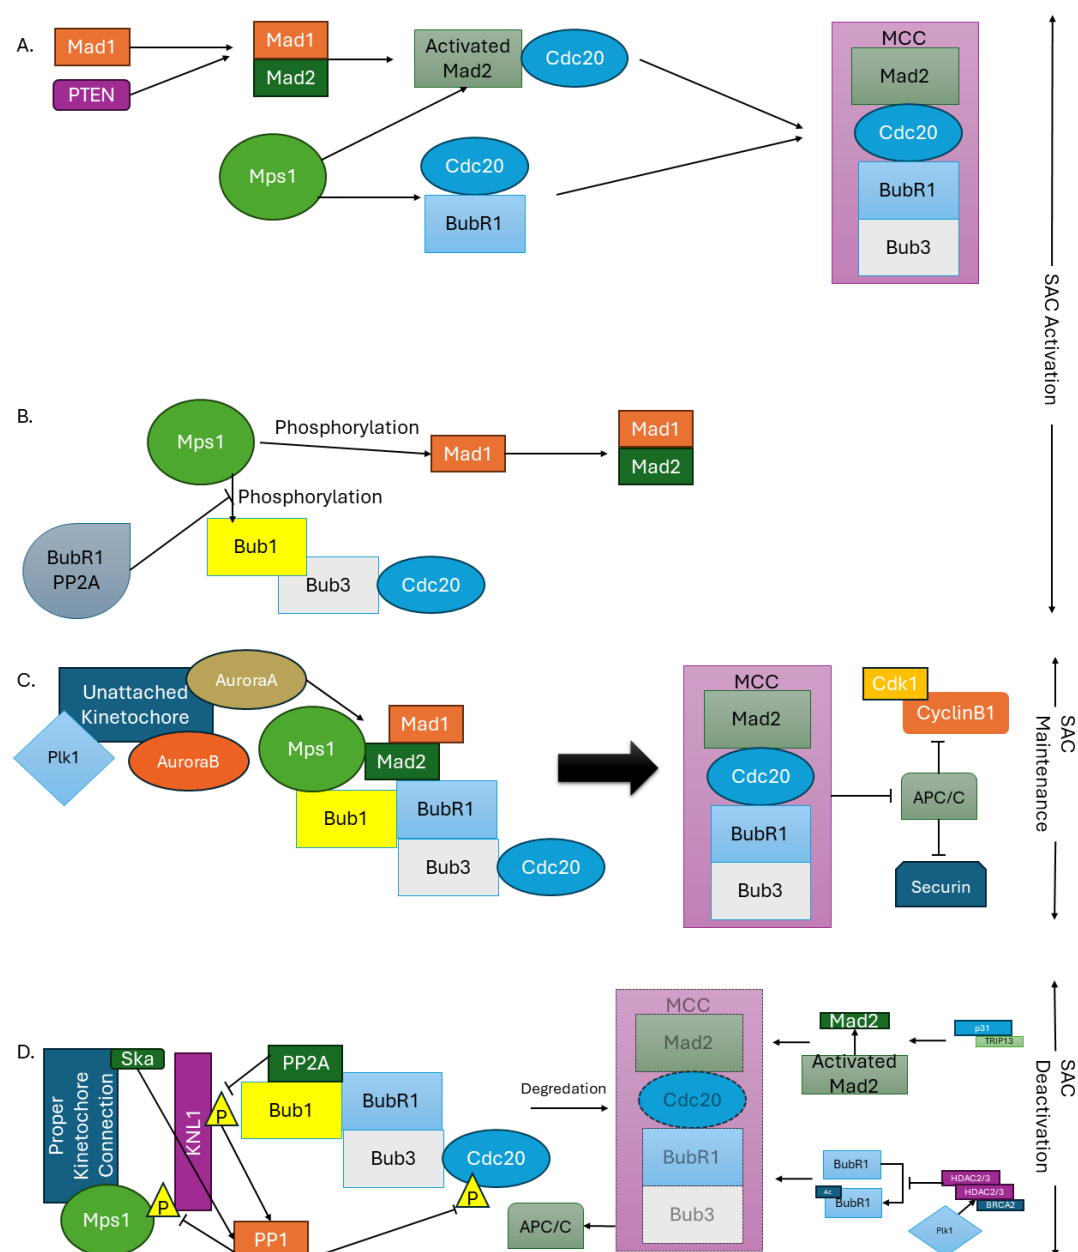 A.
Mad1
PTEN
Mad1
Mad2
Activated
Mad2
Cdc20
Mps1
Cdc20
BubR1
MCC
Mad2
Cdc20
BubR1
Bub3
SAC Activation
B.
Mps1
Phosphorylation
Mad1
Mad1
Mad2
Phosphorylation
BubR1
PP2A
Bub1
Bub3
Cdc20
C.
Unattached
Kinetochore
AuroraA
Plk1
AuroraB
Mps1
Mad1
Mad2
Bub1
BubR1
Bub3
Cdc20
MCC
Mad2
Cdc20
BubR1
Bub3
Cdk1
CyclinB1
APC/C
Securin
SAC
Maintenance
D.
Proper
Kinetochore
Connection
Ska
KNL1
PP2A
P
Bub1
BubR1
Bub3
Cdc20
P
Mps1
P
PP1
Degredation
APC/C
MCC
Mad2
Cdc20
BubR1
Bub3
Mad2
Activated
Mad2
p31
TRIP13
BubR1
Ac
BubR1
HDAC2/3
HDAC2/3
BRCA2
Plk1
SAC
Deactivation